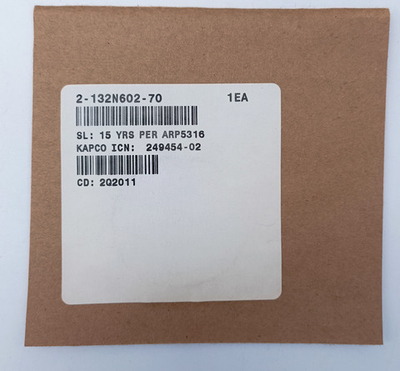 2-132N602-70 1EA
SL: 15 YRS PER ARP5316
KAPCO ICN: 249454-02
CD: 2Q2011